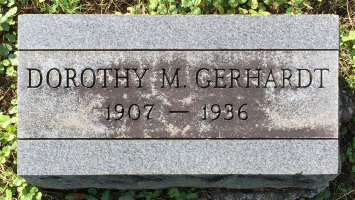 DOROTHY M. GERHARDT
1907 — 1936